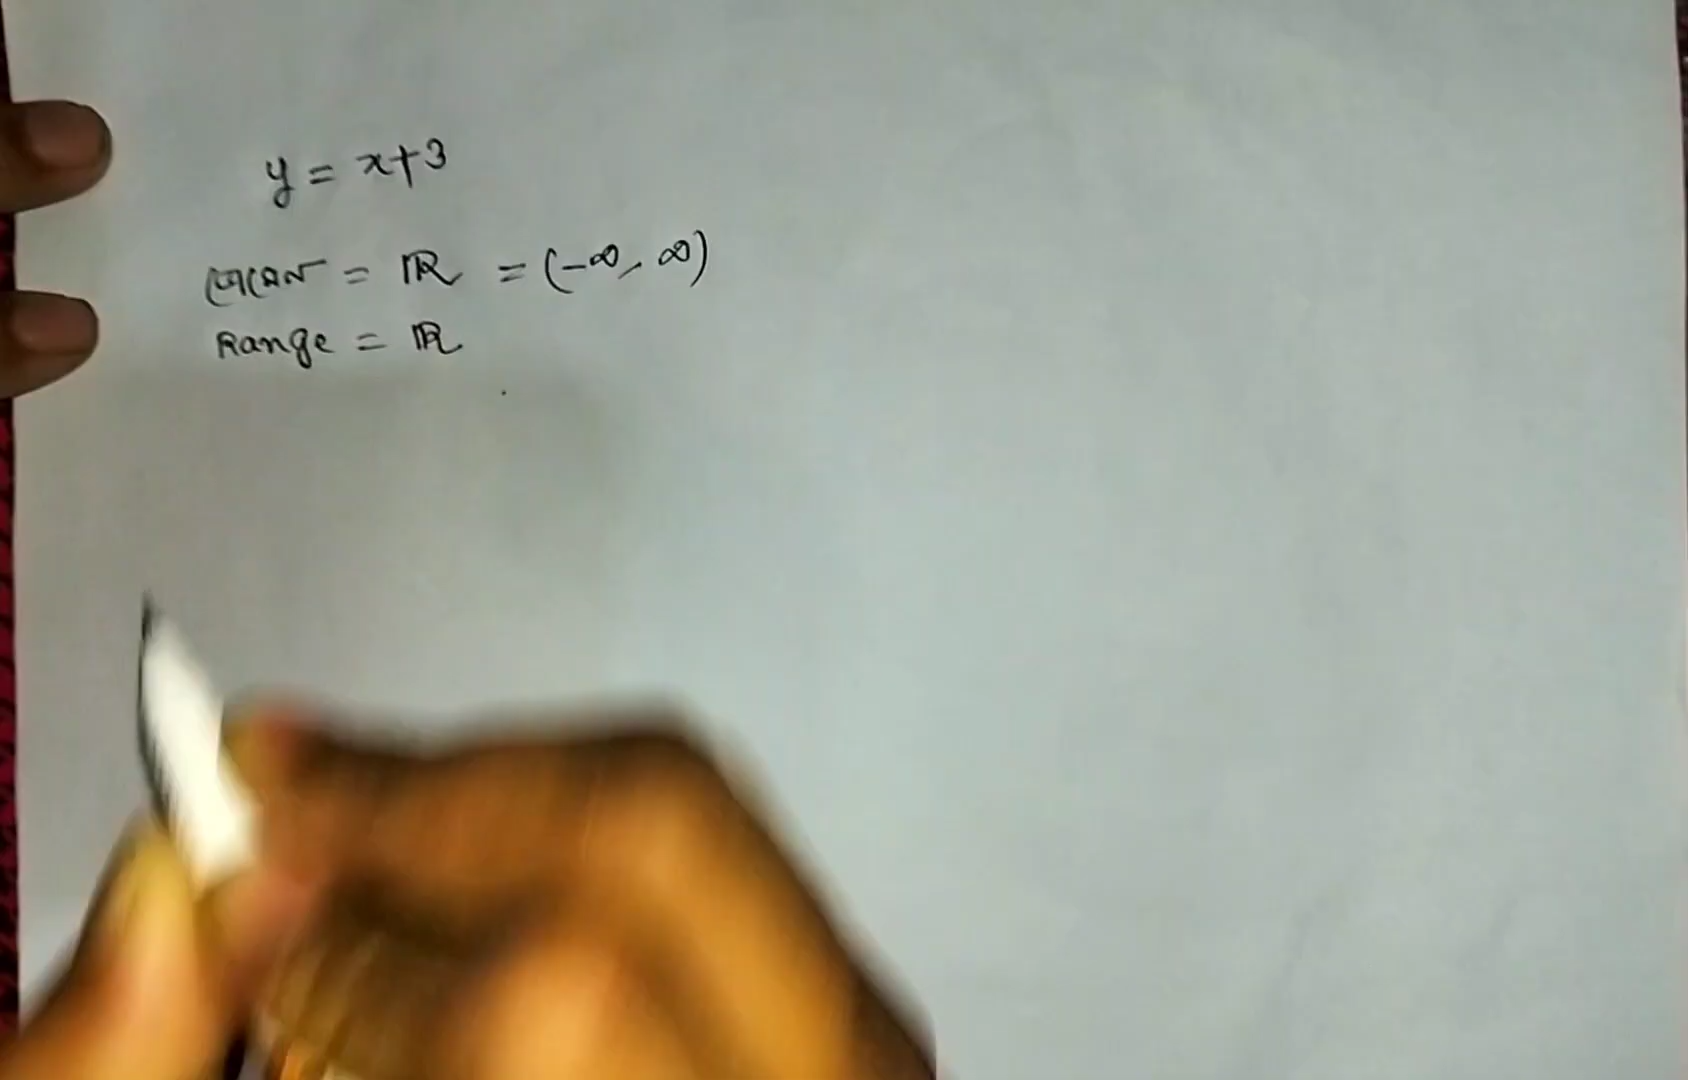 y = x+3
ডোমেন = ℝ = (-∞, ∞)
Range = ℝ